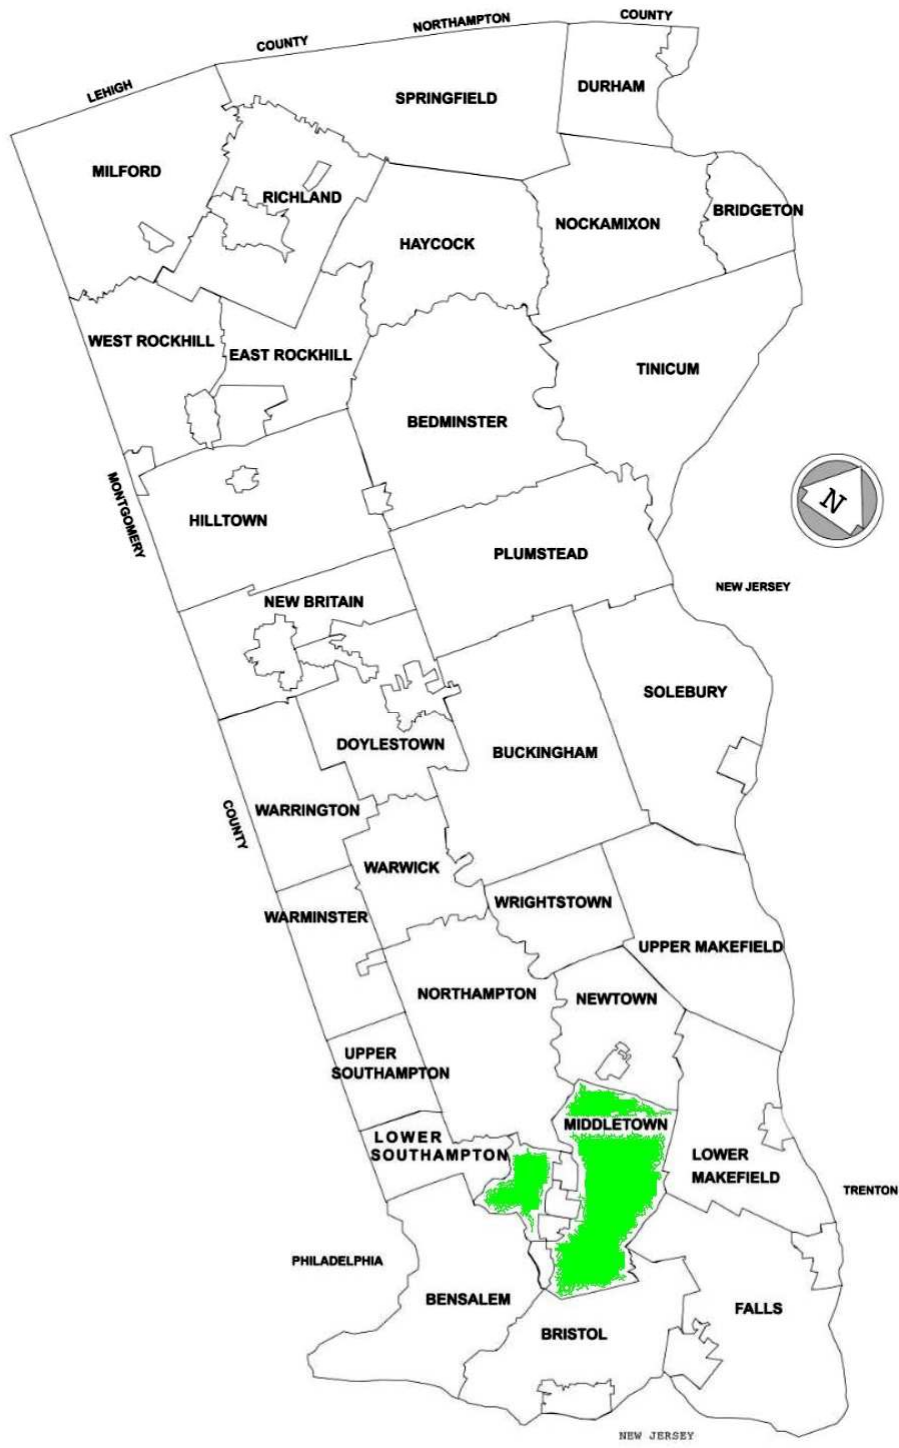 NORTHAMPTON
COUNTY
COUNTY
LEHIGH
DURHAM
SPRINGFIELD
MILFORD
RICHLAND
BRIDGETON
NOCKAMIXON
HAYCOCK
WEST ROCKHILL
EAST ROCKHILL
TINICUM
BEDMINSTER
MONTGOMERY
N
HILLTOWN
PLUMSTEAD
NEW JERSEY
NEW BRITAIN
SOLEBURY
DOYLESTOWN
BUCKINGHAM
COUNTY
WARRINGTON
WARWICK
WRIGHTSTOWN
WARMINSTER
UPPER MAKEFIELD
NORTHAMPTON
NEWTOWN
UPPER
SOUTHAMPTON
MIDDLETOWN
LOWER
SOUTHAMPTON
LOWER
MAKEFIELD
TRENTON
PHILADELPHIA
BENSALEM
FALLS
BRISTOL
NEW JERSEY